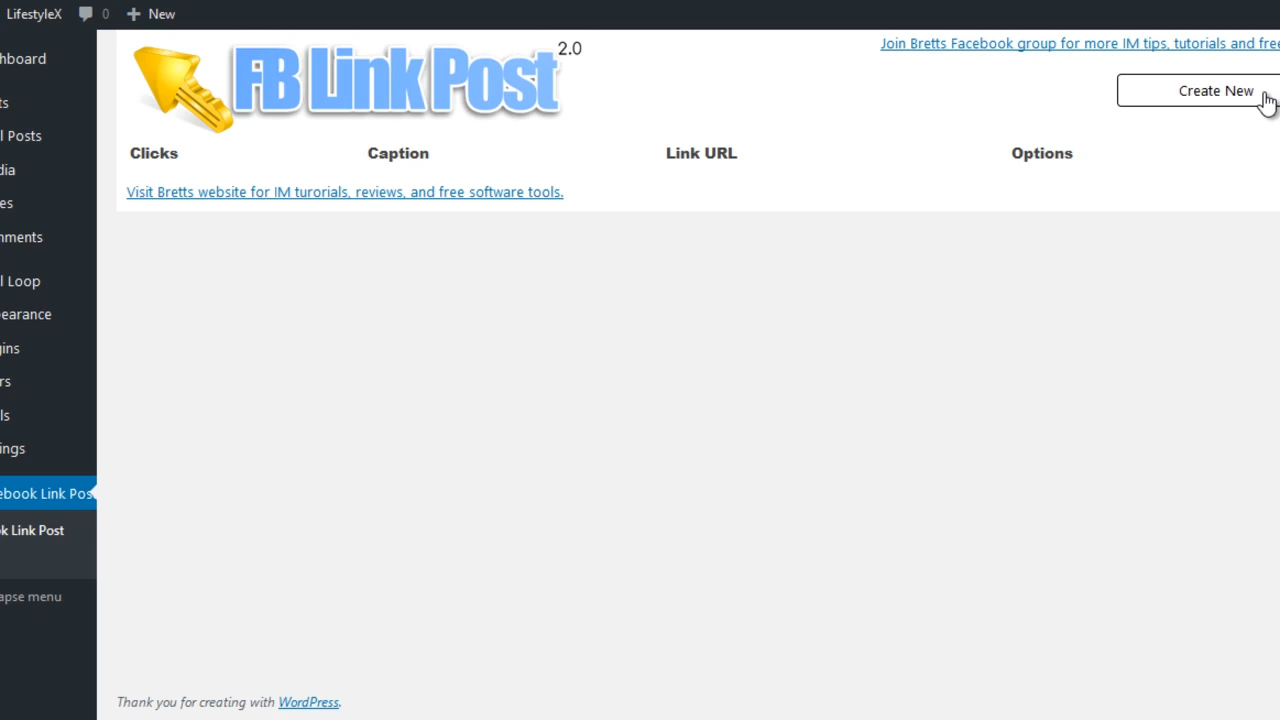 LifestyleX 0 New
hboard
ts
l Posts
dia
es
nments
l Loop
earance
gins
rs
ls
ings
ebook Link Pos
k Link Post
apse menu
FB Link Post 2.0
Join Bretts Facebook group for more IM tips, tutorials and free
Create New
Clicks Caption Link URL Options
Visit Bretts website for IM turorials, reviews, and free software tools.
Thank you for creating with WordPress.